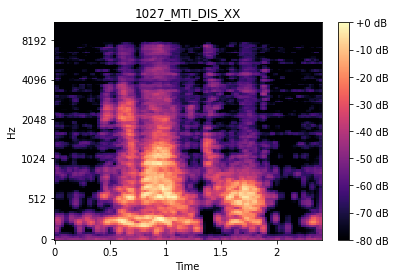 1027_MTI_DIS_XX
8192
4096
2048
1024
512
0
Hz
0
0.5
1
1.5
2
Time
+0 dB
-10 dB
-20 dB
-30 dB
-40 dB
-50 dB
-60 dB
-70 dB
-80 dB